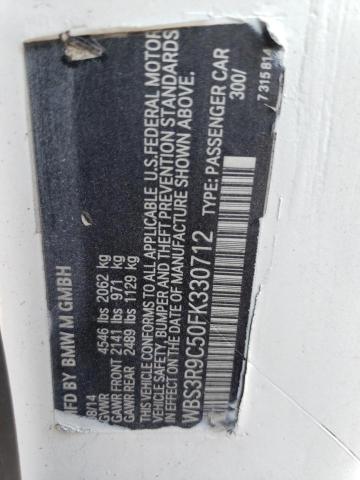 MFD BY BMW M GMBH
08/14
GVWR 4546 lbs 2062 kg
GAWR FRONT 2141 lbs 971 kg
GAWR REAR 2489 lbs 1129 kg
THIS VEHICLE CONFORMS TO ALL APPLICABLE U.S. FEDERAL MOTOR
VEHICLE SAFETY, BUMPER AND THEFT PREVENTION STANDARDS
IN EFFECT ON THE DATE OF MANUFACTURE SHOWN ABOVE.
WBS3R9C50FK330712
TYPE: PASSENGER CAR
300/
7 315 814